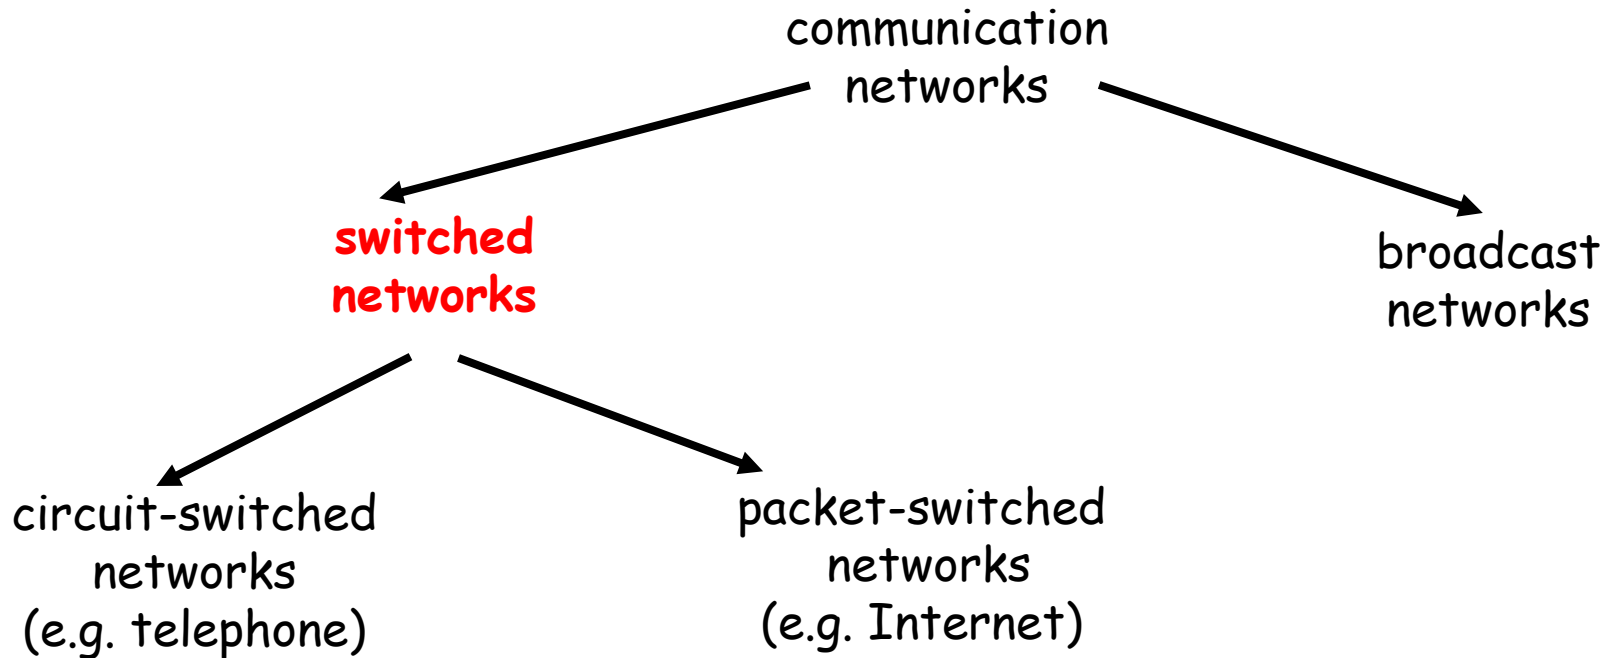 communication
networks
switched
networks
broadcast
networks
circuit-switched
networks
(e.g. telephone)
packet-switched
networks
(e.g. Internet)